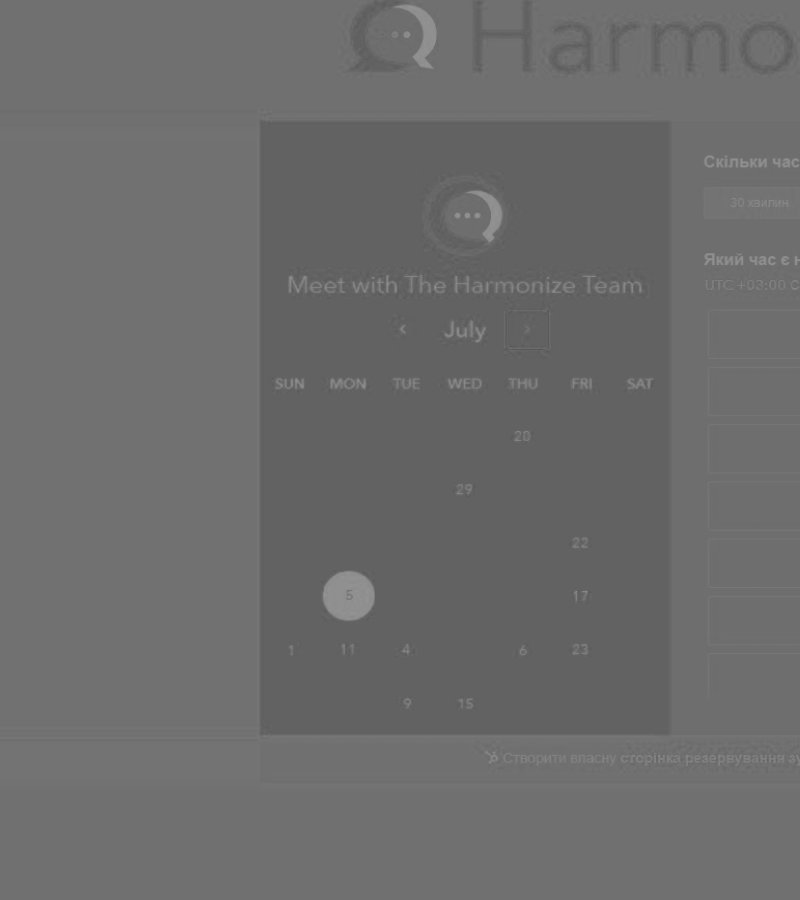 Harmo
Meet with The Harmonize Team
July
SUN MON TUE WED THU FRI SAT
20
29
22
5 17
1 11 4 6 23
9 15
Скільки час
30 хвилин
Який час є н
UTC +03:00 С
Створити власну сторінка резервування зу